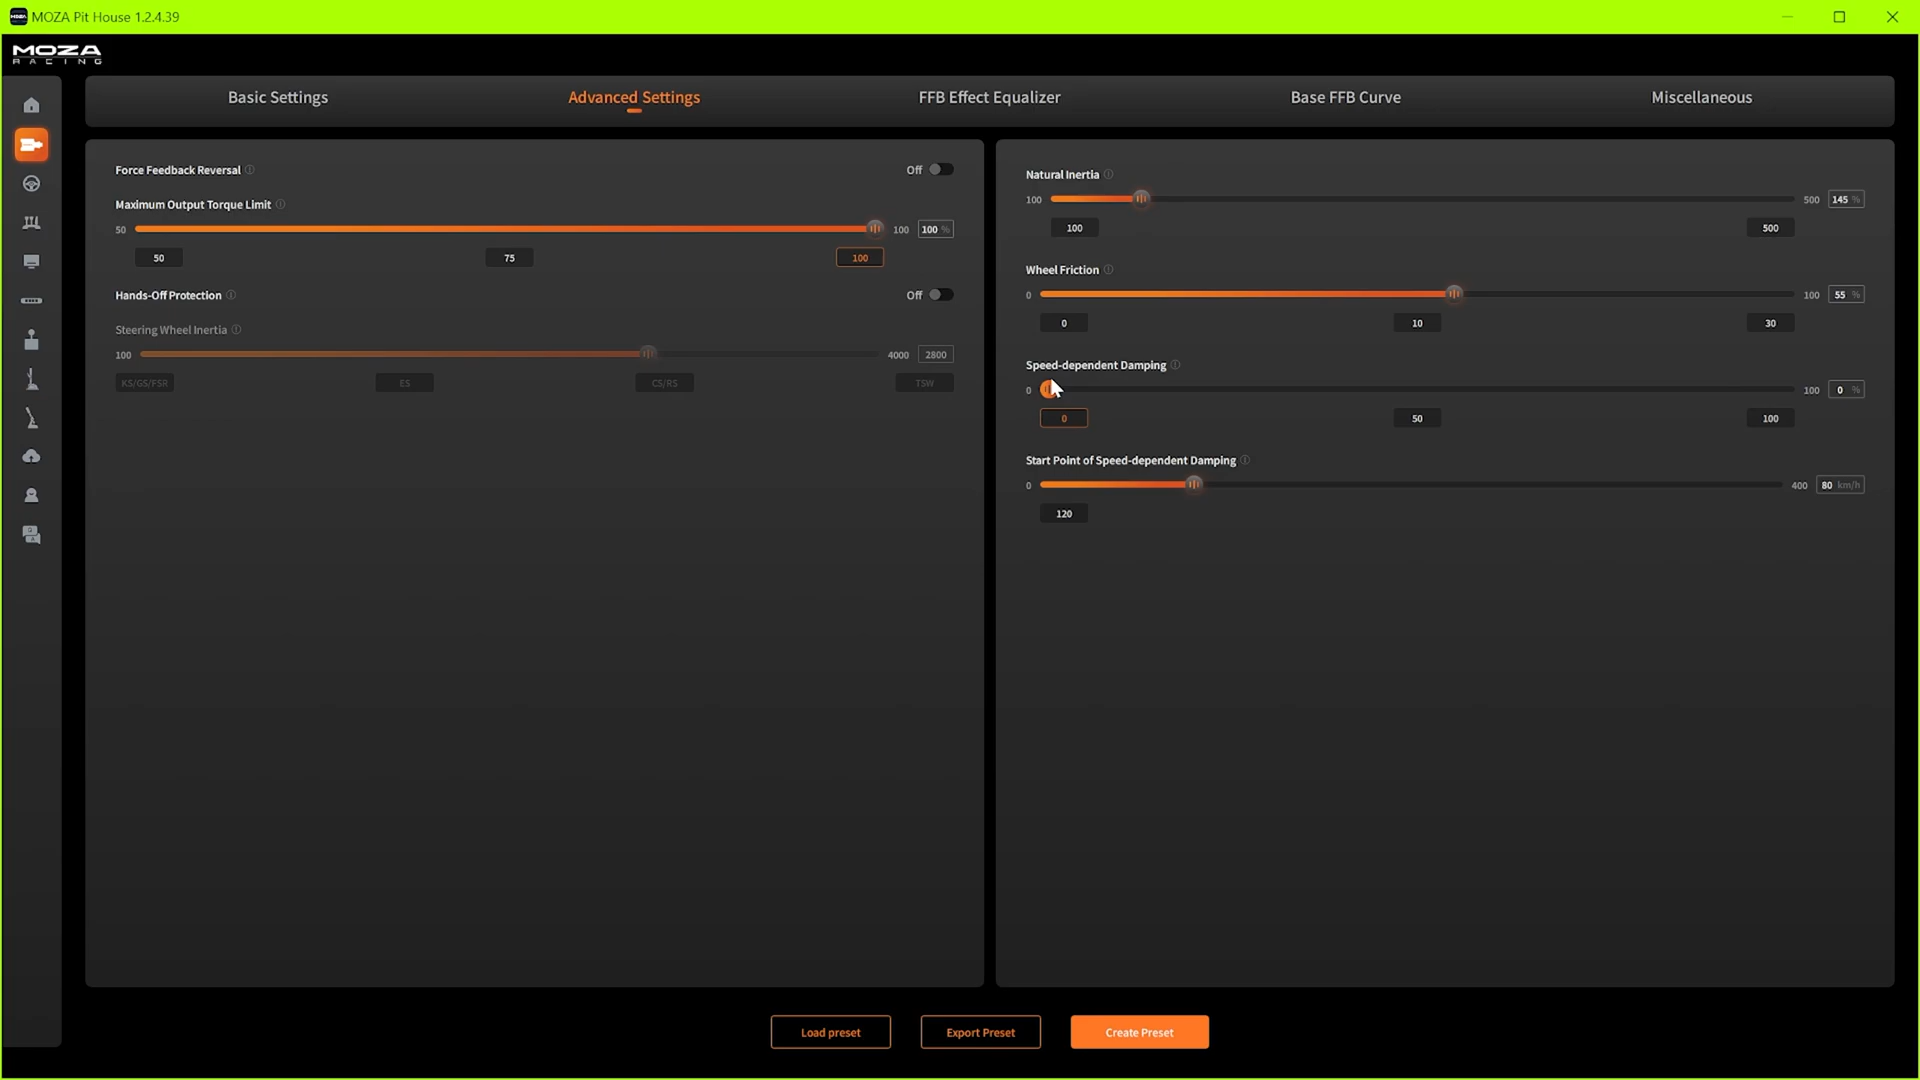 MOZA Pit House 1.2.4.39
MOZA
RACING
Basic Settings
Advanced Settings
FFB Effect Equalizer
Base FFB Curve
Miscellaneous
Force Feedback Reversal
Off
Maximum Output Torque Limit
50 100 100 %
50 75 100
Hands-Off Protection
Off
Steering Wheel Inertia
100 4000 2800
KS/GS/FSR ES CS/RS TSW
Natural Inertia
100 500 145 %
100 500
Wheel Friction
0 100 55 %
0 10 30
Speed-dependent Damping
0 100 0 %
0 50 100
Start Point of Speed-dependent Damping
0 400 80 km/h
120
Load preset
Export Preset
Create Preset